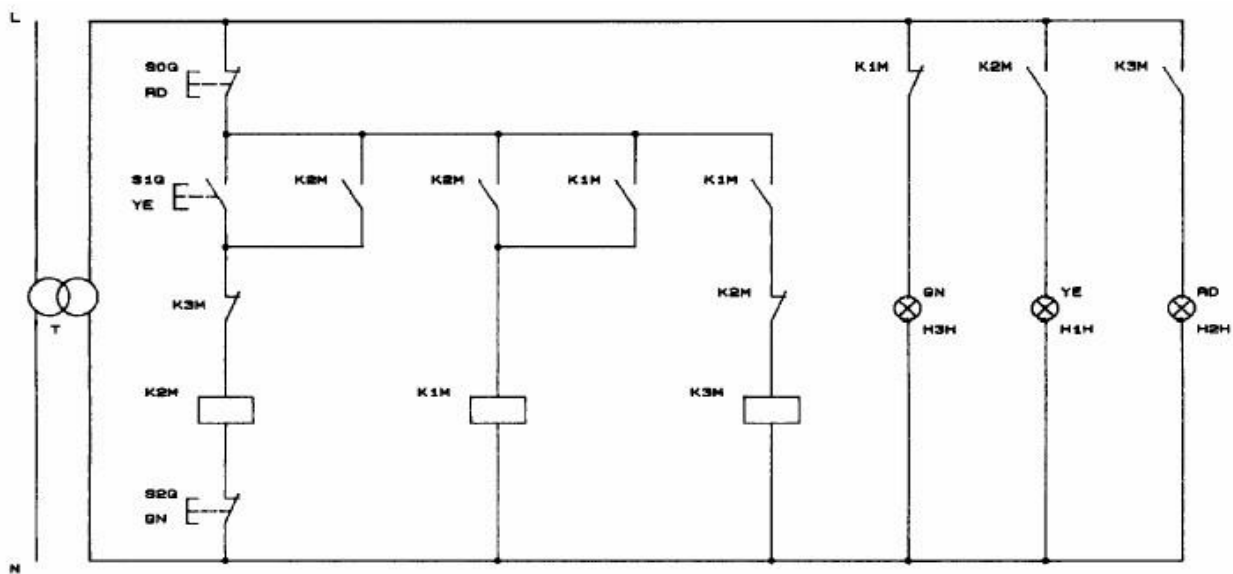 L
S0Q
RD
K1M
K2M
K3M
S1Q
YE
K2M
K2M
K1M
K1M
T
K3M
K2M
GN
H3H
YE
H1H
RD
H2H
K2M
K1M
K3M
S2Q
GN
N